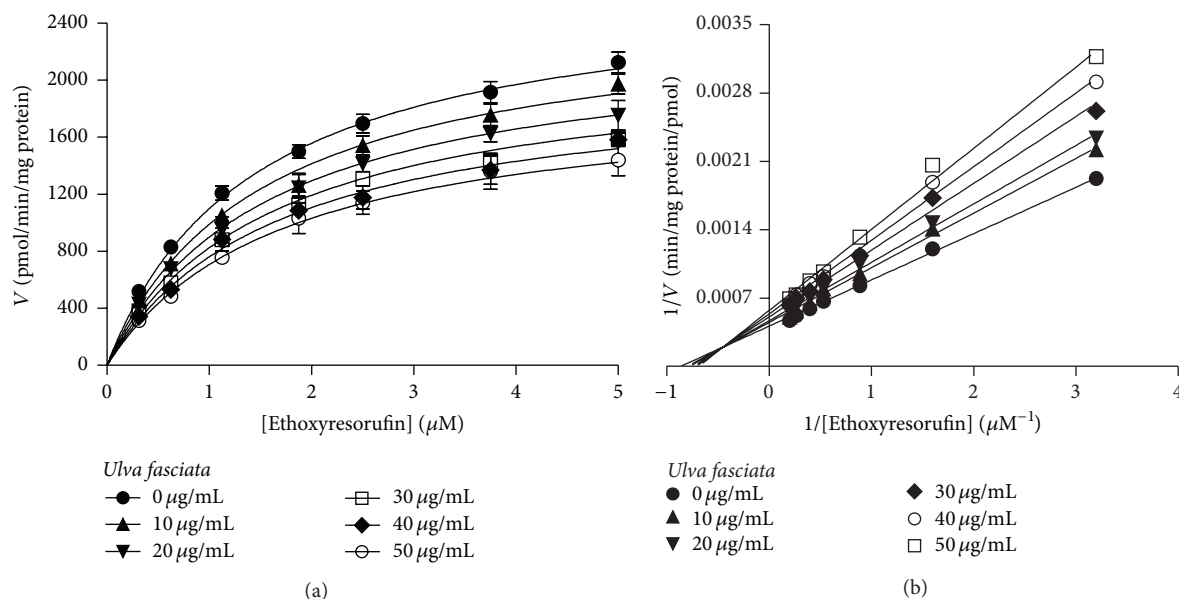 2400
2000
1600
1200
800
400
0
V (pmol/min/mg protein)
0 1 2 3 4 5
[Ethoxyresorufin] (μM)
Ulva fasciata
0 μg/mL
10 μg/mL
20 μg/mL
30 μg/mL
40 μg/mL
50 μg/mL
(a)
0.0035
0.0028
0.0021
0.0014
0.0007
1/V (min/mg protein/pmol)
−1 0 1 2 3 4
1/[Ethoxyresorufin] (μM⁻¹)
Ulva fasciata
0 μg/mL
10 μg/mL
20 μg/mL
30 μg/mL
40 μg/mL
50 μg/mL
(b)